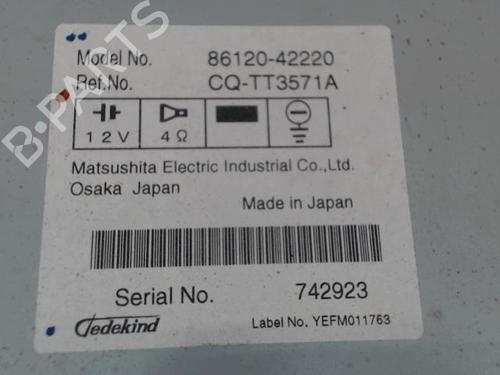 Model No. 86120-42220
Ref.No. CQ-TT3571A
12V 4Ω
Matsushita Electric Industrial Co.,Ltd.
Osaka Japan
Made in Japan
Serial No. 742923
Tedekind Label No. YEFM011763
B-PARTS